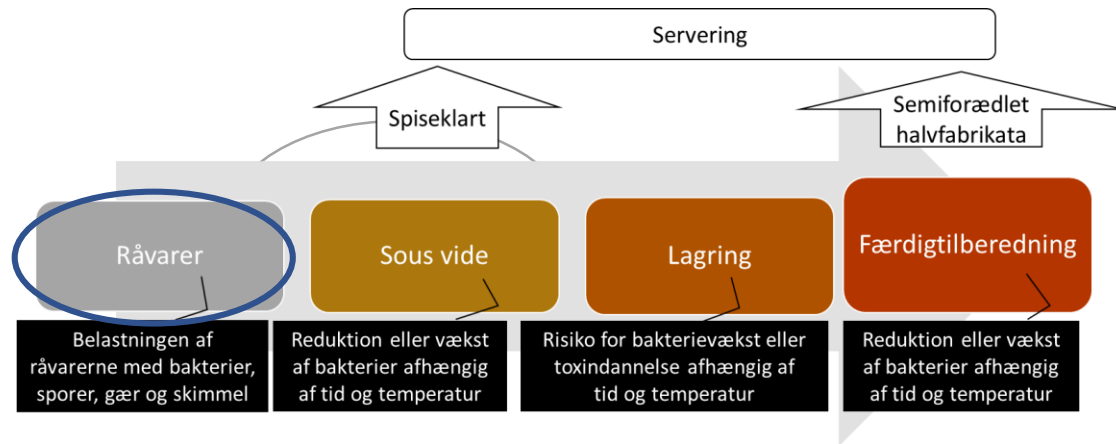 Servering
Spiseklart
Semiforædlet
halvfabrikata
Råvarer
Sous vide
Lagring
Færdigtilberedning
Belastningen af
råvarerne med bakterier,
sporer, gær og skimmel
Reduktion eller vækst
af bakterier afhængig
af tid og temperatur
Risiko for bakterievækst eller
toxindannelse afhængig af
tid og temperatur
Reduktion eller vækst
af bakterier afhængig
af tid og temperatur